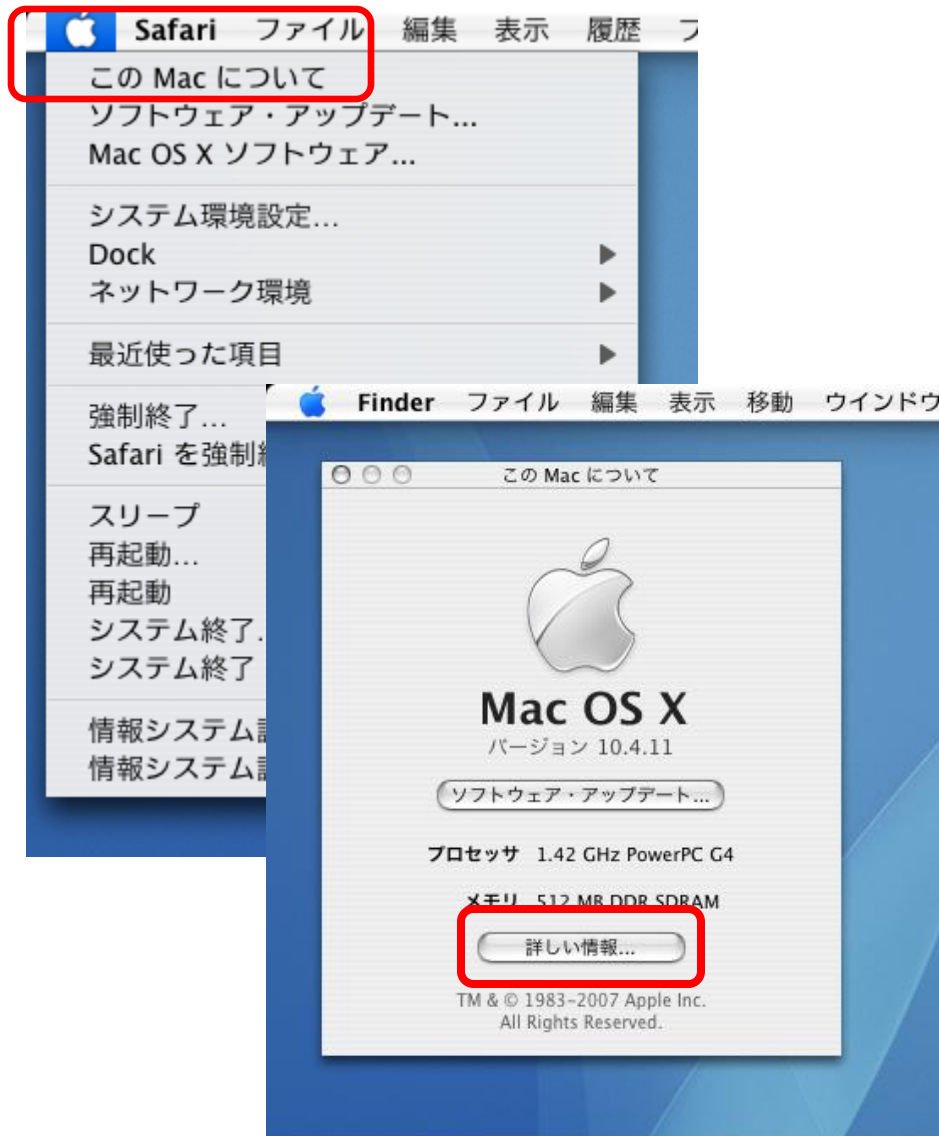 Safari ファイル 編集 表示 履歴
この Mac について
ソフトウェア・アップデート...
Mac OS X ソフトウェア...
システム環境設定...
Dock
ネットワーク環境
最近使った項目
強制終了...
Safari を強制
スリープ
再起動...
再起動
システム終了.
システム終了
情報システム
情報システム
Finder ファイル 編集 表示 移動 ウインドウ
この Mac について
Mac OS X
バージョン 10.4.11
ソフトウェア・アップデート...
プロセッサ 1.42 GHz PowerPC G4
メモリ 512 MB DDR SDRAM
詳しい情報...
TM & © 1983–2007 Apple Inc.
All Rights Reserved.